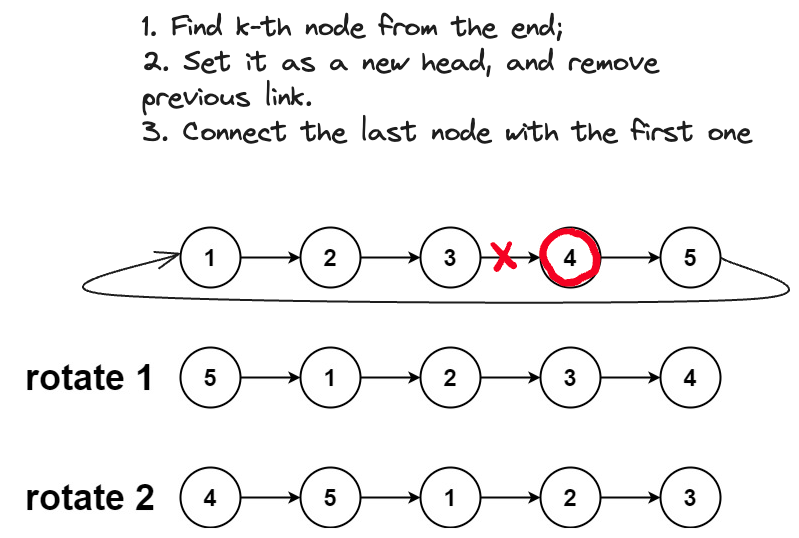 1. Find k-th node from the end;
2. Set it as a new head, and remove
previous link.
3. Connect the last node with the first one
1 2 3 4 5
rotate 1 5 1 2 3 4
rotate 2 4 5 1 2 3